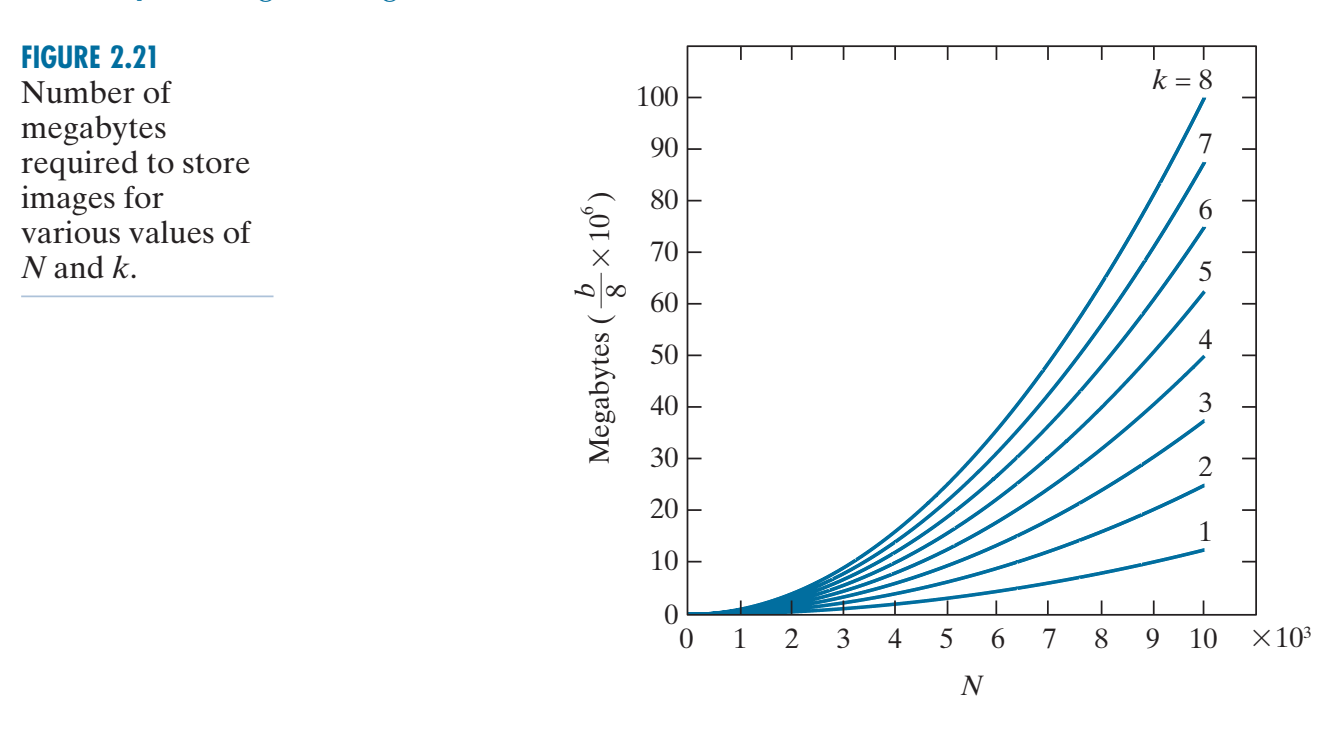 FIGURE 2.21
Number of
megabytes
required to store
images for
various values of
N and k.
Megabytes ( b/8 × 10⁶ )
100
90
80
70
60
50
40
30
20
10
0
k = 8
7
6
5
4
3
2
1
0 1 2 3 4 5 6 7 8 9 10 ×10³
N